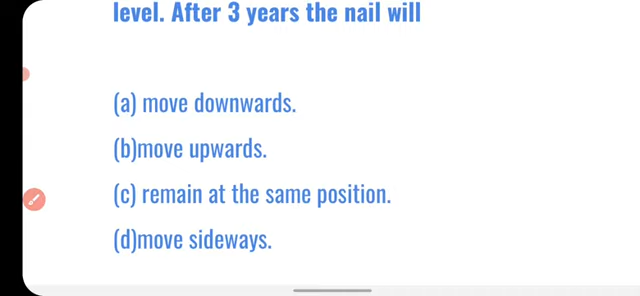 level. After 3 years the nail will
(a) move downwards.
(b)move upwards.
(c) remain at the same position.
(d)move sideways.